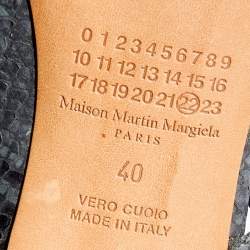 0 1 2 3 4 5 6 7 8 9
10 11 12 13 14 15 16
17 18 19 20 21 22 23
Maison Martin Margiela
PARIS
40
VERO CUOIO
MADE IN ITALY